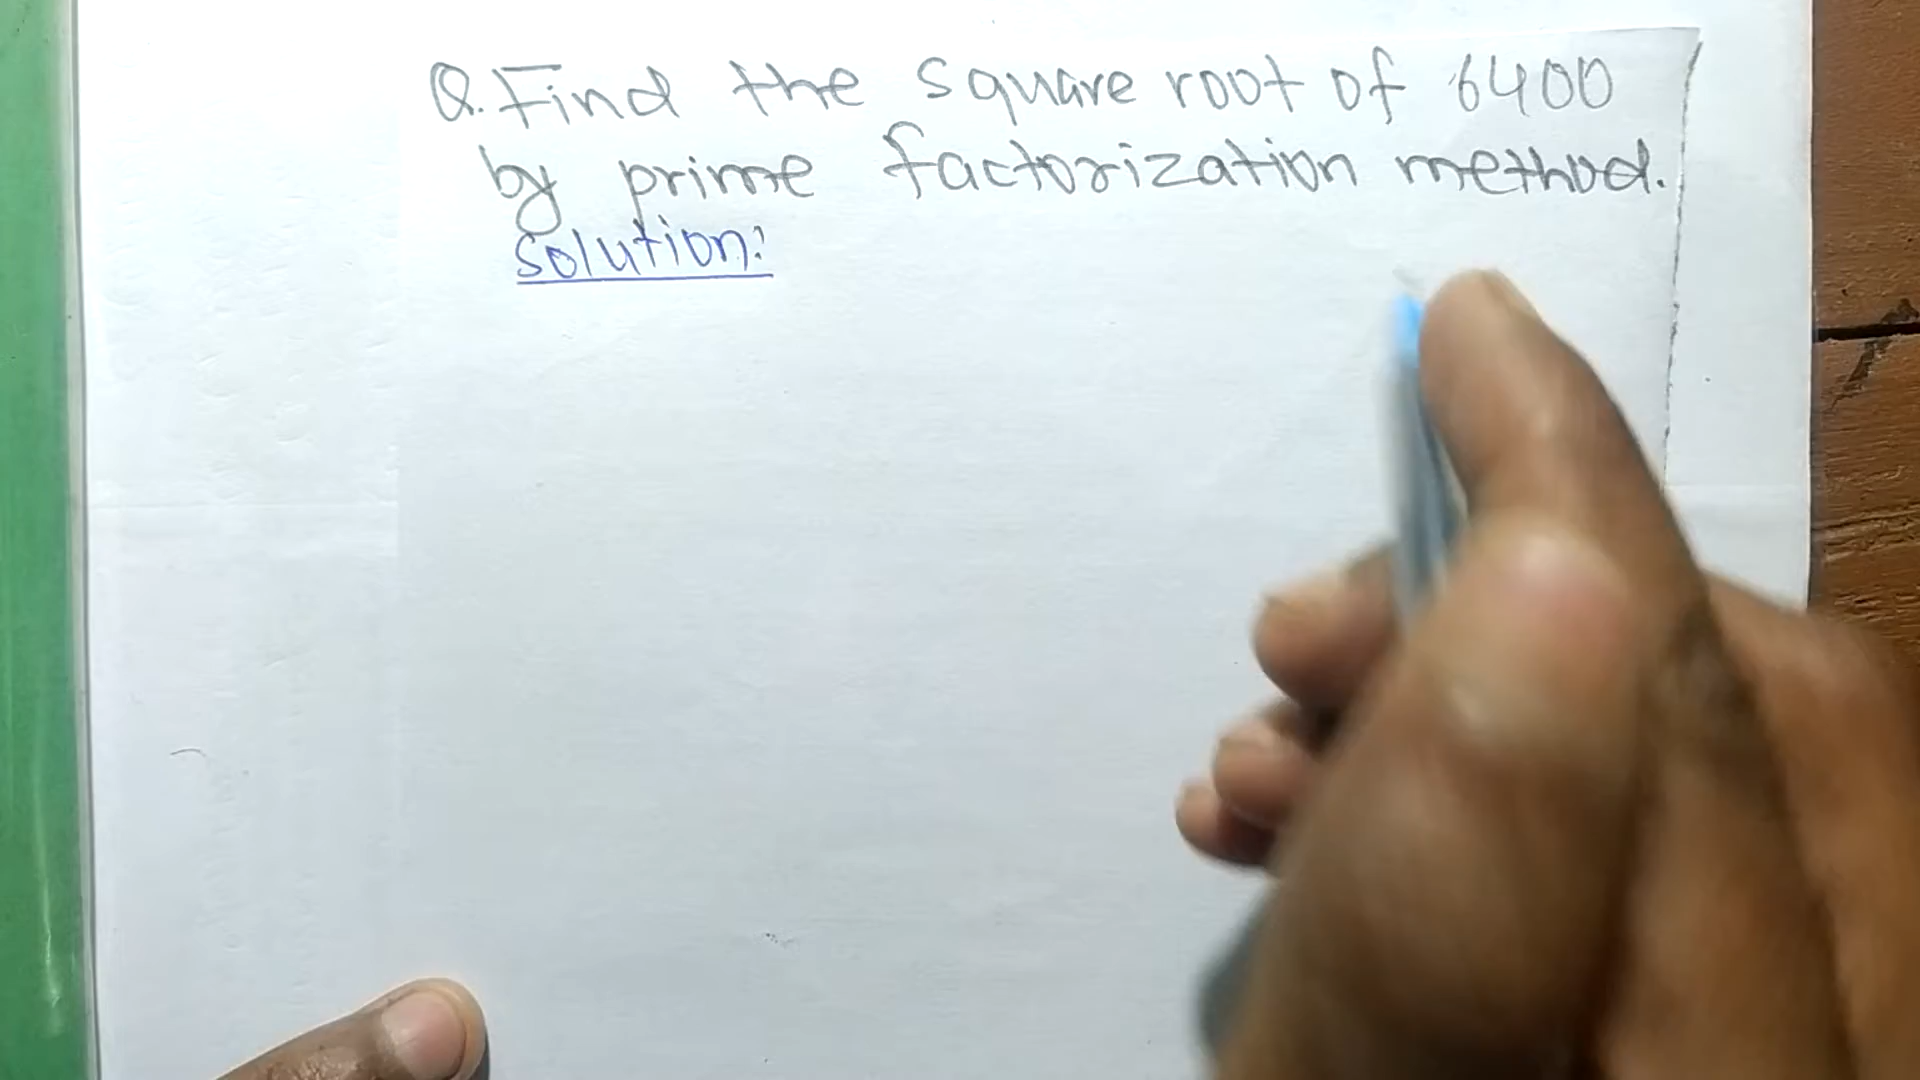 Q. Find the square root of 6400
by prime factorization method.
Solution: